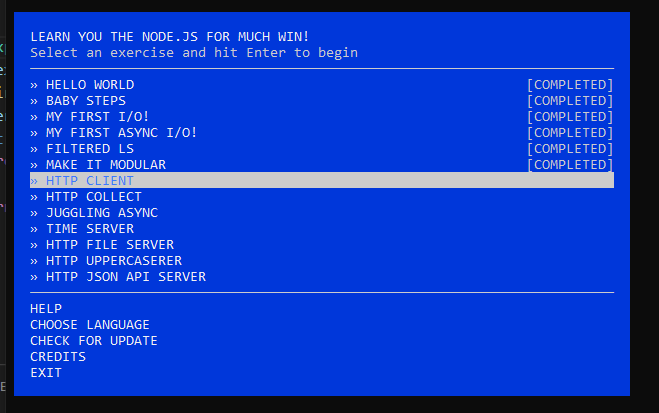 LEARN YOU THE NODE.JS FOR MUCH WIN!
Select an exercise and hit Enter to begin
» HELLO WORLD [COMPLETED]
» BABY STEPS [COMPLETED]
» MY FIRST I/O! [COMPLETED]
» MY FIRST ASYNC I/O! [COMPLETED]
» FILTERED LS [COMPLETED]
» MAKE IT MODULAR [COMPLETED]
» HTTP CLIENT
» HTTP COLLECT
» JUGGLING ASYNC
» TIME SERVER
» HTTP FILE SERVER
» HTTP UPPERCASERER
» HTTP JSON API SERVER
HELP
CHOOSE LANGUAGE
CHECK FOR UPDATE
CREDITS
EXIT